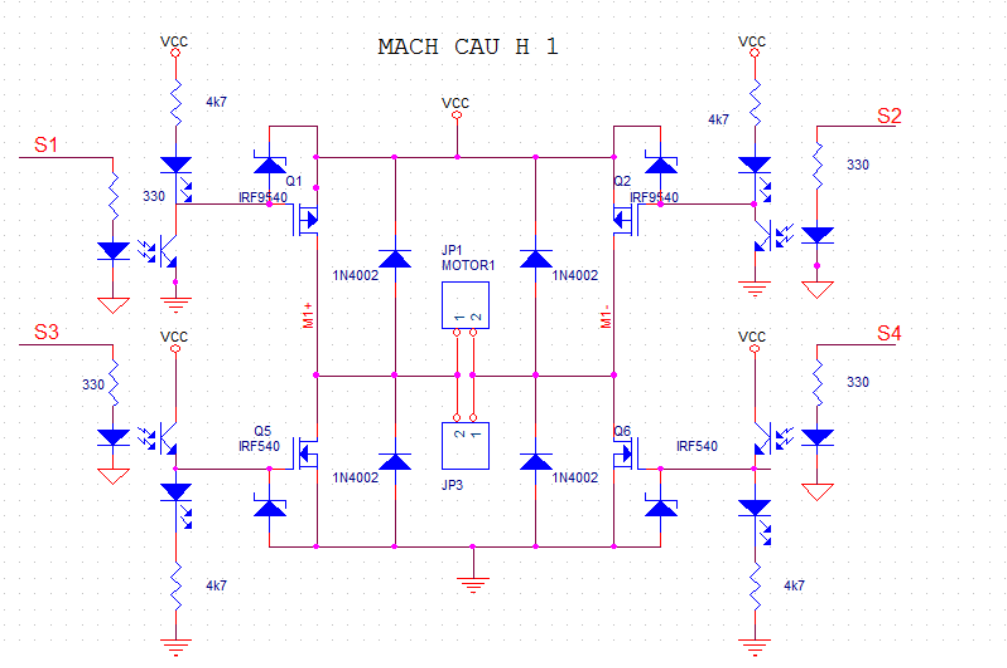 MACH CAU H 1
VCC
VCC
VCC
4k7
4k7
S1
S2
330
330
Q1
IRF9540
Q2
IRF9540
JP1
MOTOR1
1N4002
1N4002
M1+
M1-
1
2
S3
S4
VCC
VCC
330
330
Q5
IRF540
Q6
IRF540
2
1
1N4002
1N4002
JP3
4k7
4k7